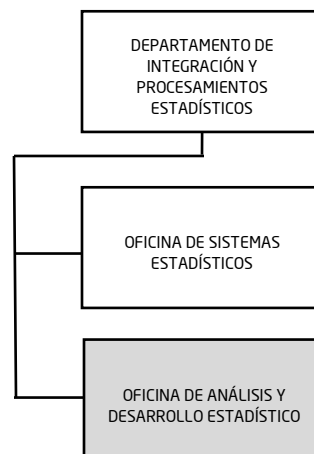 DEPARTAMENTO DE
INTEGRACIÓN Y
PROCESAMIENTOS
ESTADÍSTICOS
OFICINA DE SISTEMAS
ESTADÍSTICOS
OFICINA DE ANÁLISIS Y
DESARROLLO ESTADÍSTICO